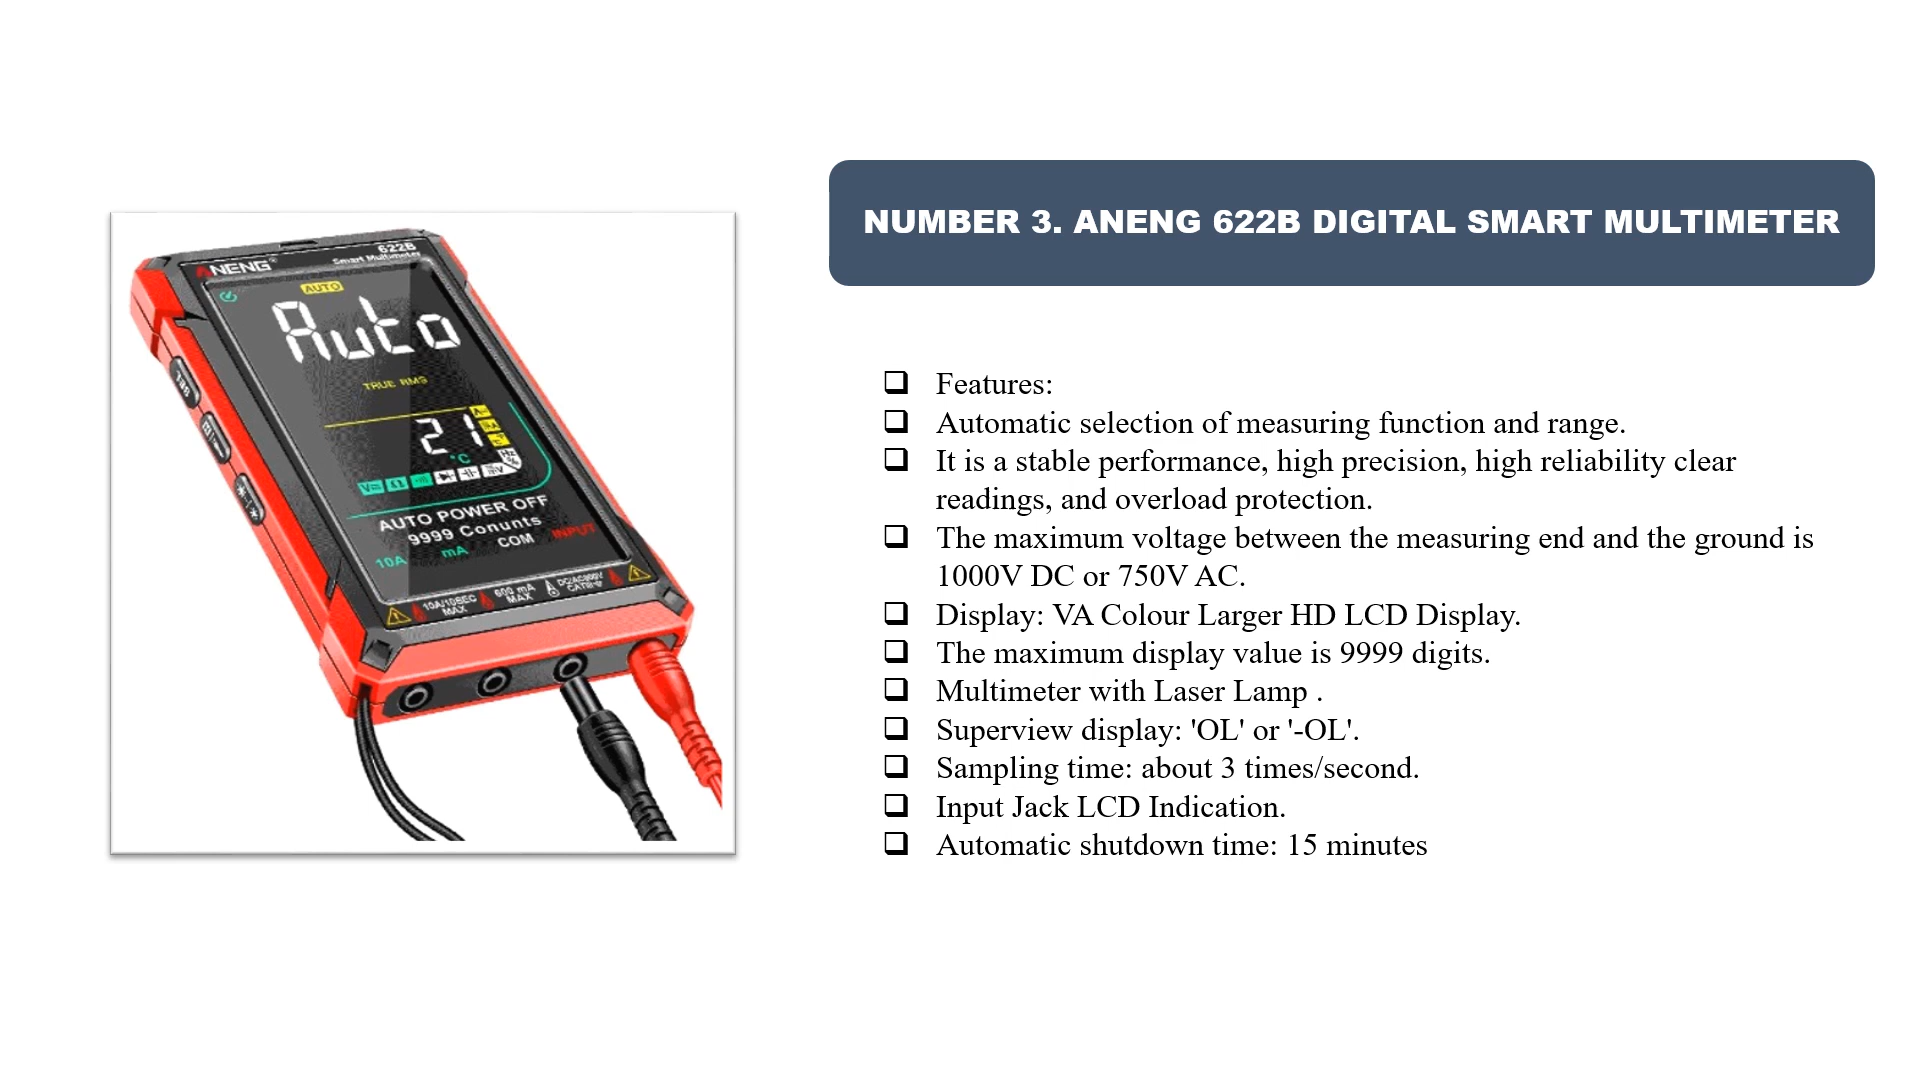 NUMBER 3. ANENG 622B DIGITAL SMART MULTIMETER
622B
ANENG
Smart Multimeter
AUTO
Auto
TRUE RMS
21
°C
AUTO POWER OFF
9999 Conunts
10A mA COM INPUT
10A/10SEC MAX
600 mA MAX
Features:
Automatic selection of measuring function and range.
It is a stable performance, high precision, high reliability clear
readings, and overload protection.
The maximum voltage between the measuring end and the ground is
1000V DC or 750V AC.
Display: VA Colour Larger HD LCD Display.
The maximum display value is 9999 digits.
Multimeter with Laser Lamp .
Superview display: 'OL' or '-OL'.
Sampling time: about 3 times/second.
Input Jack LCD Indication.
Automatic shutdown time: 15 minutes